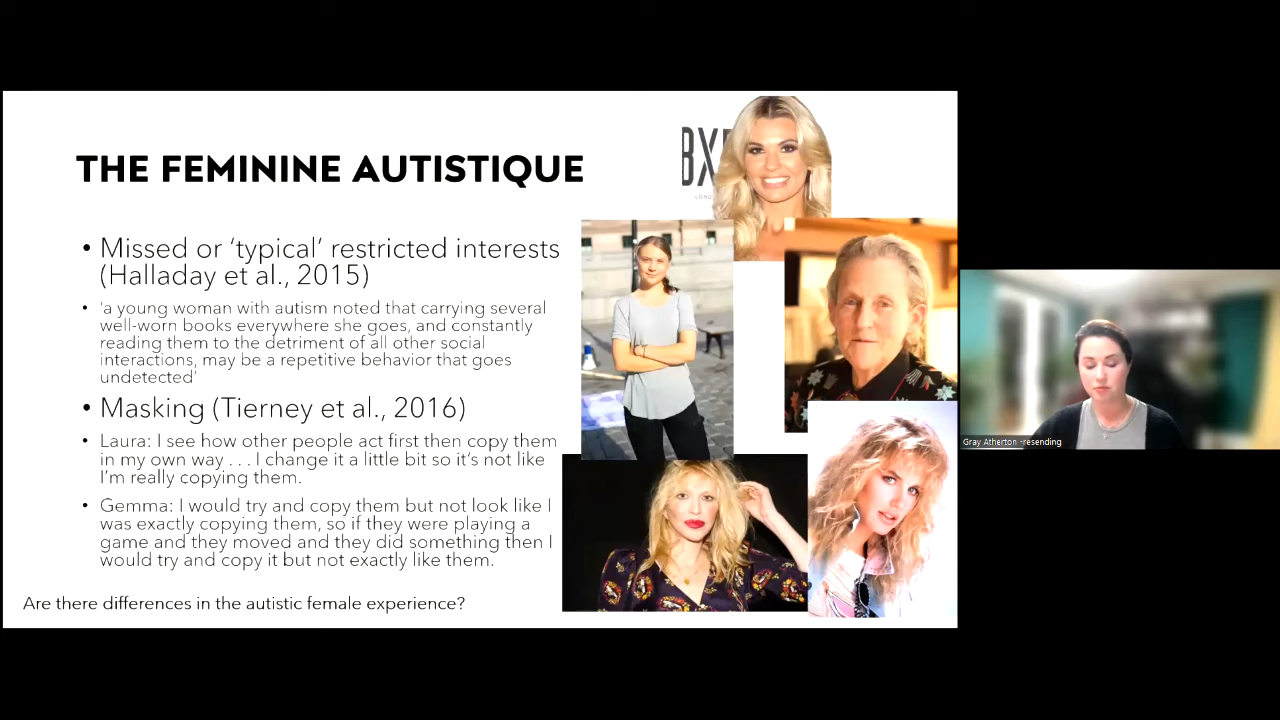 THE FEMININE AUTISTIQUE
• Missed or ‘typical’ restricted interests
(Halladay et al., 2015)
• ‘a young woman with autism noted that carrying several
well-worn books everywhere she goes, and constantly
reading them to the detriment of all other social
interactions, may be a repetitive behavior that goes
undetected’
• Masking (Tierney et al., 2016)
• Laura: I see how other people act first then copy them
in my own way . . . I change it a little bit so it’s not like
I’m really copying them.
• Gemma: I would try and copy them but not look like I
was exactly copying them, so if they were playing a
game and they moved and they did something then I
would try and copy it but not exactly like them.
Are there differences in the autistic female experience?
Gray Atherton -resending